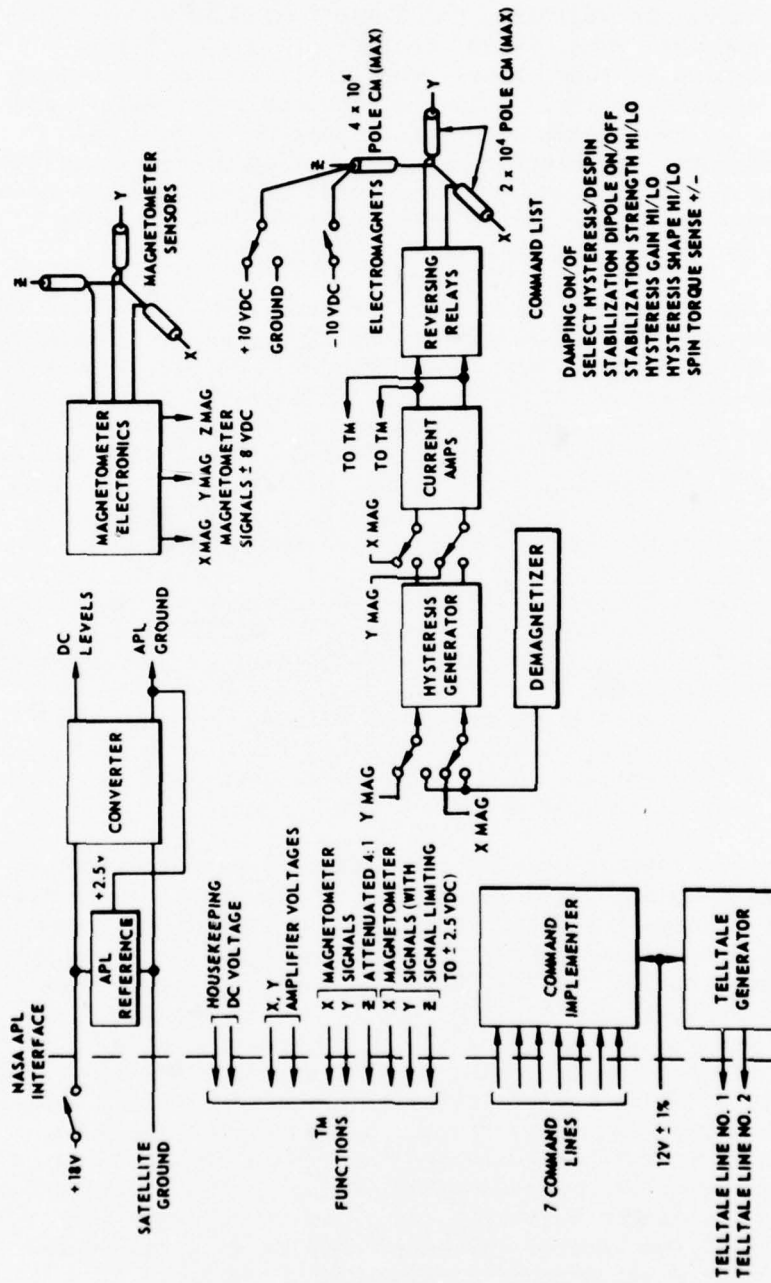 NASA APL
INTERFACE
+18V
SATELLITE
GROUND
APL
REFERENCE
+2.5v
CONVERTER
DC
LEVELS
APL
GROUND
MAGNETOMETER
ELECTRONICS
X MAG Y MAG Z MAG
MAGNETOMETER
SIGNALS ± 8 VDC
Z
Y
X
MAGNETOMETER
SENSORS
TM
FUNCTIONS
HOUSEKEEPING
DC VOLTAGE
X, Y
AMPLIFIER VOLTAGES
X MAGNETOMETER
Y SIGNALS
Z ATTENUATED 4:1
X MAGNETOMETER
Y SIGNALS (WITH
Z SIGNAL LIMITING
TO ± 2.5 VDC)
Y MAG
X MAG
HYSTERESIS
GENERATOR
DEMAGNETIZER
Y MAG
X MAG
CURRENT
AMPS
TO TM
TO TM
REVERSING
RELAYS
+10 VDC
GROUND
-10 VDC
ELECTROMAGNETS
Z
4 x 10⁴
POLE CM (MAX)
Y
X
2 x 10⁴ POLE CM (MAX)
7 COMMAND
LINES
COMMAND
IMPLEMENTER
12V ± 1%
TELLTALE
GENERATOR
TELLTALE LINE NO. 1
TELLTALE LINE NO. 2
COMMAND LIST
DAMPING ON/OF
SELECT HYSTERESIS/DESPIN
STABILIZATION DIPOLE ON/OFF
STABILIZATION STRENGTH HI/LO
HYSTERESIS GAIN HI/LO
HYSTERESIS SHAPE HI/LO
SPIN TORQUE SENSE +/-